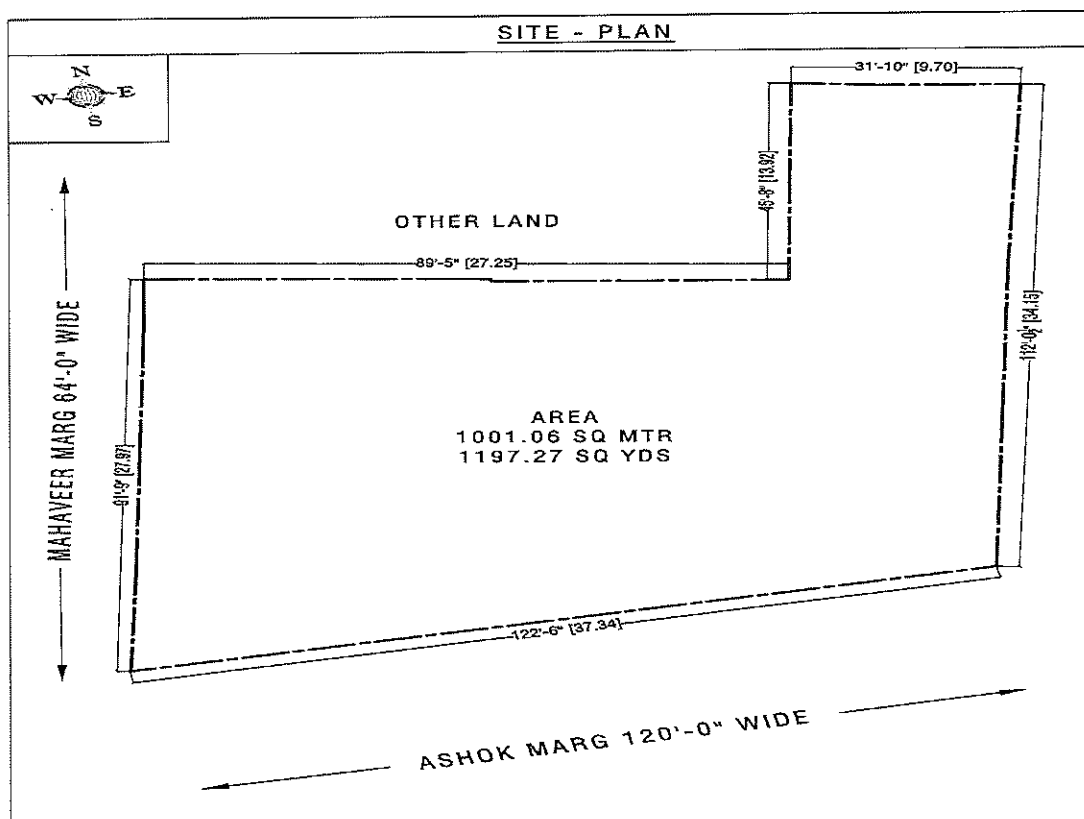 SITE - PLAN
N
W E
S
31'-10" [9.70]
45'-8" [13.92]
OTHER LAND
89'-5" [27.25]
MAHAVEER MARG 64'-0" WIDE
91'-9" [27.97]
112'-0½" [34.15]
AREA
1001.06 SQ MTR
1197.27 SQ YDS
122'-6" [37.34]
ASHOK MARG 120'-0" WIDE